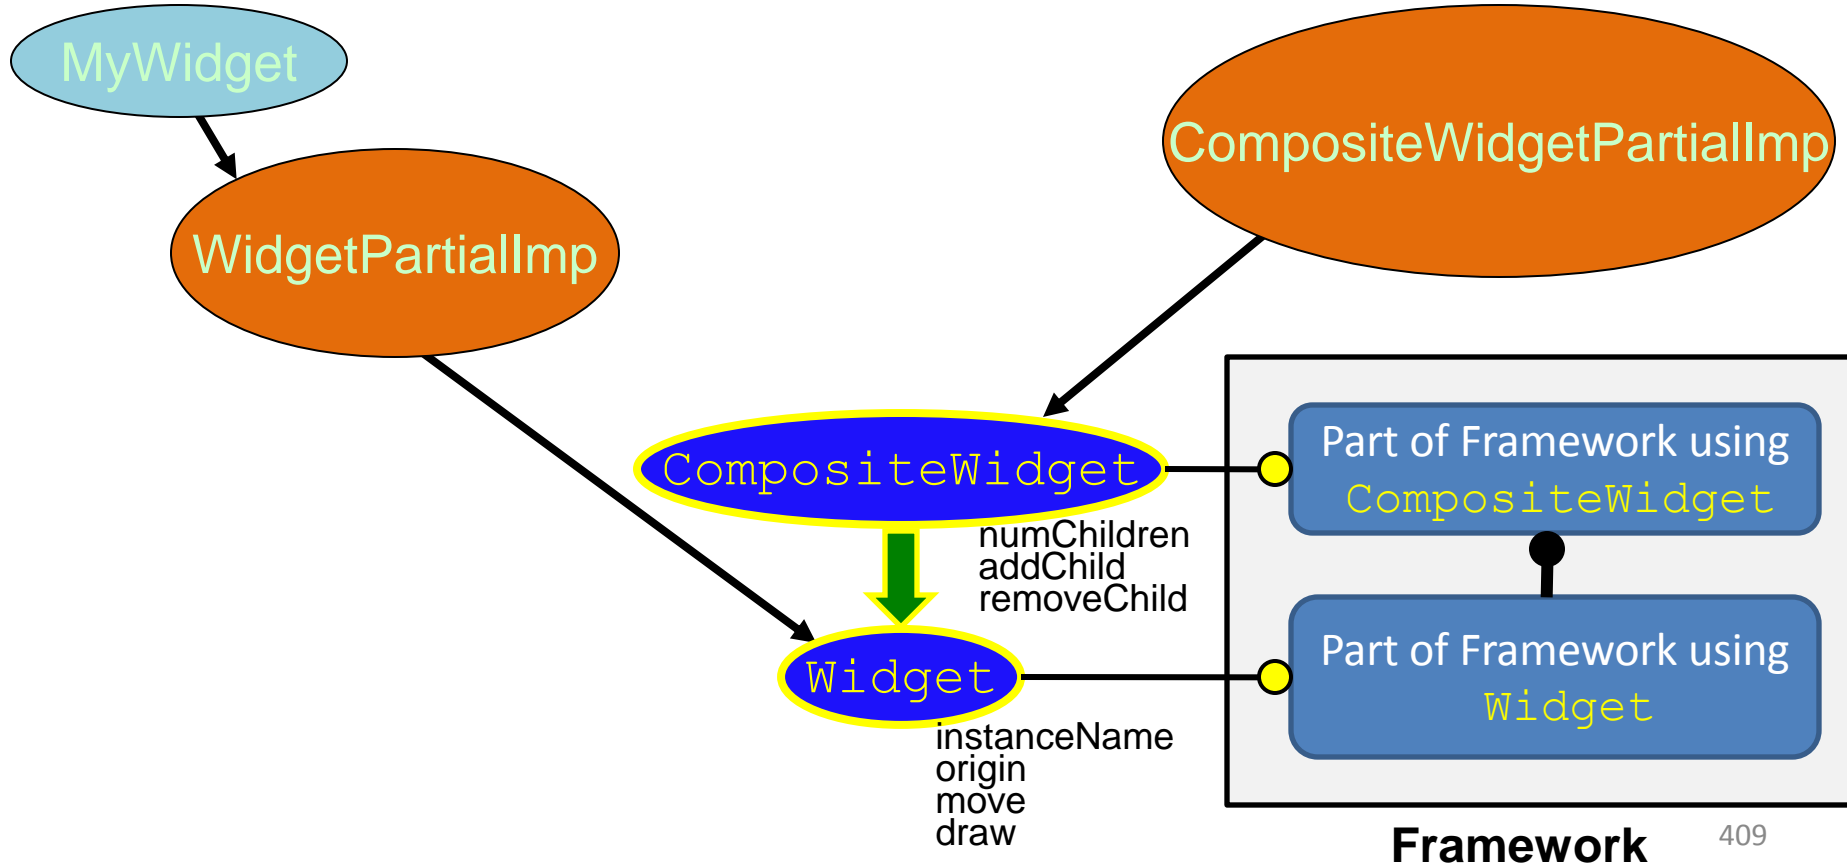 MyWidget
CompositeWidgetPartialImp
WidgetPartialImp
CompositeWidget
numChildren
addChild
removeChild
Part of Framework using
CompositeWidget
Widget
instanceName
origin
move
draw
Part of Framework using
Widget
Framework
409